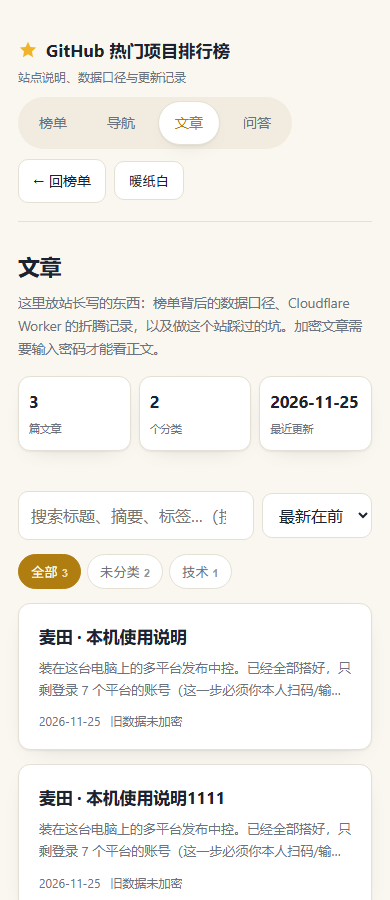 GitHub 热门项目排行榜
站点说明、数据口径与更新记录
榜单 导航 文章 问答
← 回榜单 暖纸白
文章
这里放站长写的东西：榜单背后的数据口径、Cloudflare
Worker 的折腾记录，以及做这个站踩过的坑。加密文章需
要输入密码才能看正文。
3 2 2026-11-25
篇文章 个分类 最近更新
搜索标题、摘要、标签…（ 最新在前
全部 3 未分类 2 技术 1
麦田 · 本机使用说明
装在这台电脑上的多平台发布中控。已经全部搭好，只
剩登录 7 个平台的账号（这一步必须你本人扫码/输...
2026-11-25 旧数据未加密
麦田 · 本机使用说明1111
装在这台电脑上的多平台发布中控。已经全部搭好，只
剩登录 7 个平台的账号（这一步必须你本人扫码/输...
2026-11-25 旧数据未加密